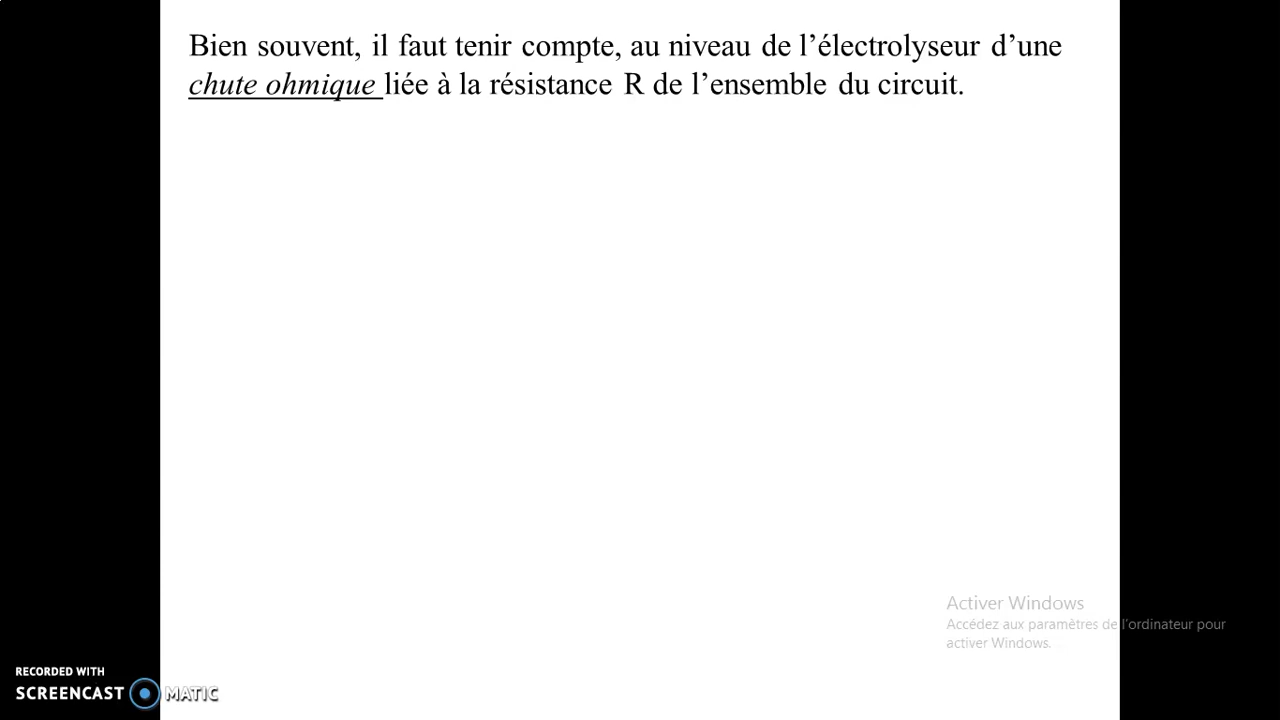 Bien souvent, il faut tenir compte, au niveau de l’électrolyseur d’une
chute ohmique liée à la résistance R de l’ensemble du circuit.
Activer Windows
Accédez aux paramètres de l’ordinateur pour
activer Windows.
RECORDED WITH
SCREENCAST MATIC